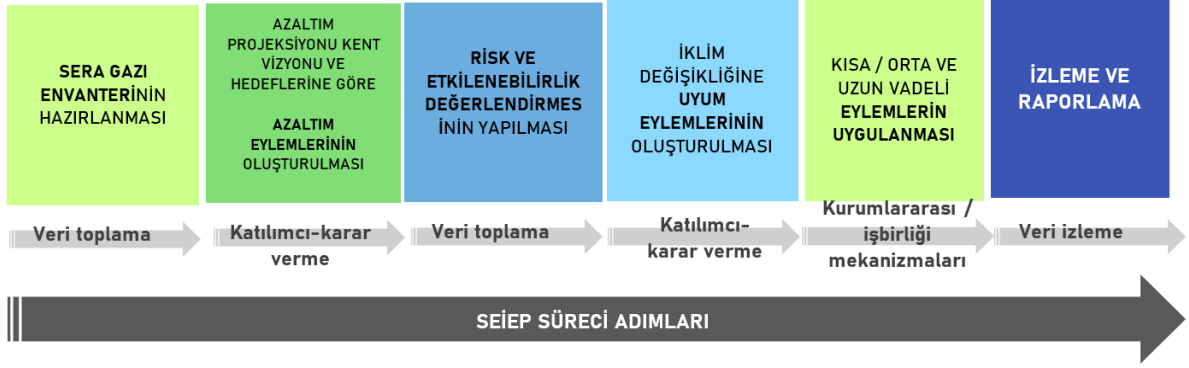 SERA GAZI
ENVANTERİNİN
HAZIRLANMASI
AZALTIM
PROJEKSİYONU KENT
VİZYONU VE
HEDEFLERİNE GÖRE
AZALTIM
EYLEMLERİNİN
OLUŞTURULMASI
RİSK VE
ETKİLENEBİLİRLİK
DEĞERLENDİRMES
İNİN YAPILMASI
İKLİM
DEĞİŞİKLİĞİNE
UYUM
EYLEMLERİNİN
OLUŞTURULMASI
KISA / ORTA VE
UZUN VADELİ
EYLEMLERİN
UYGULANMASI
İZLEME VE
RAPORLAMA
Veri toplama
Katılımcı-karar
verme
Veri toplama
Katılımcı-
karar verme
Kurumlararası /
işbirliği
mekanizmaları
Veri izleme
SEİEP SÜRECİ ADIMLARI